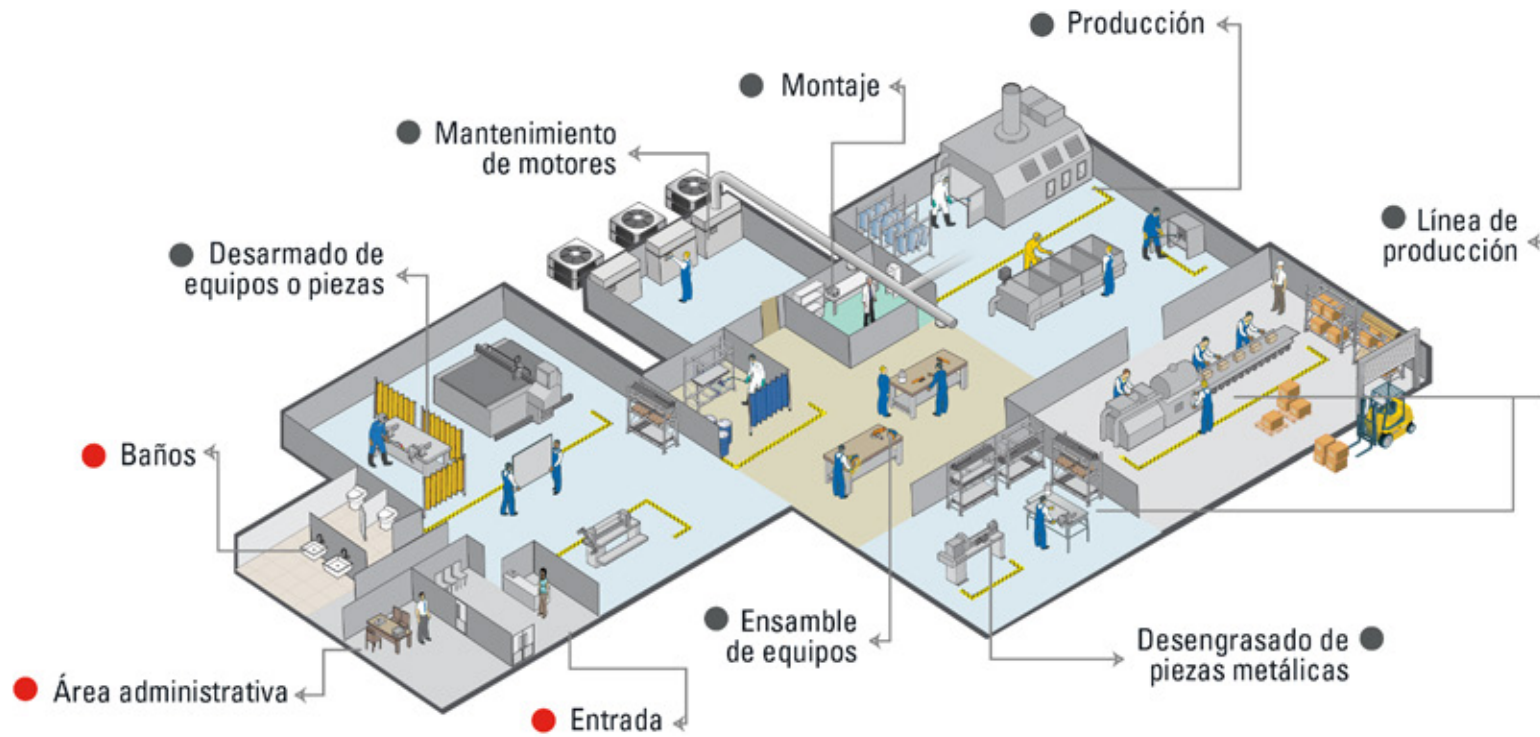 Producción
Montaje
Mantenimiento
de motores
Línea de
producción
Desarmado de
equipos o piezas
Baños
Ensamble
de equipos
Desengrasado de
piezas metálicas
Área administrativa
Entrada